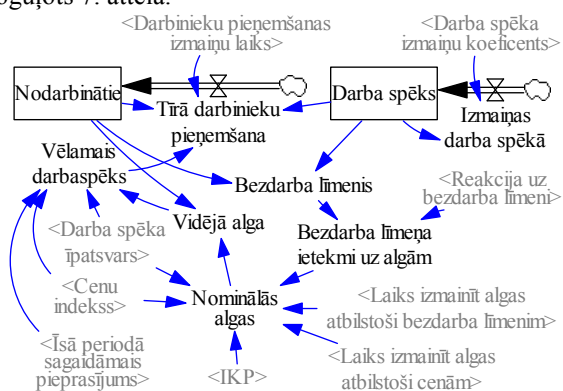 7. attēlā.
<Darbinieku pieņemšanas
izmaiņu laiks>
<Darba spēka
izmaiņu koeficents>
Nodarbinātie
Tīrā darbinieku
pieņemšana
Darba spēks
Izmaiņas
darba spēkā
Vēlamais
darbaspēks
Bezdarba līmenis
<Reakcija uz
bezdarba līmeni>
<Darba spēka
īpatsvars>
Vidējā alga
Bezdarba līmeņa
ietekmi uz algām
<Cenu
indekss>
Nominālās
algas
<Laiks izmainīt algas
atbilstoši bezdarba līmenim>
<Īsā periodā
sagaidāmais
pieprasījums>
<IKP>
<Laiks izmainīt algas
atbilstoši cenām>